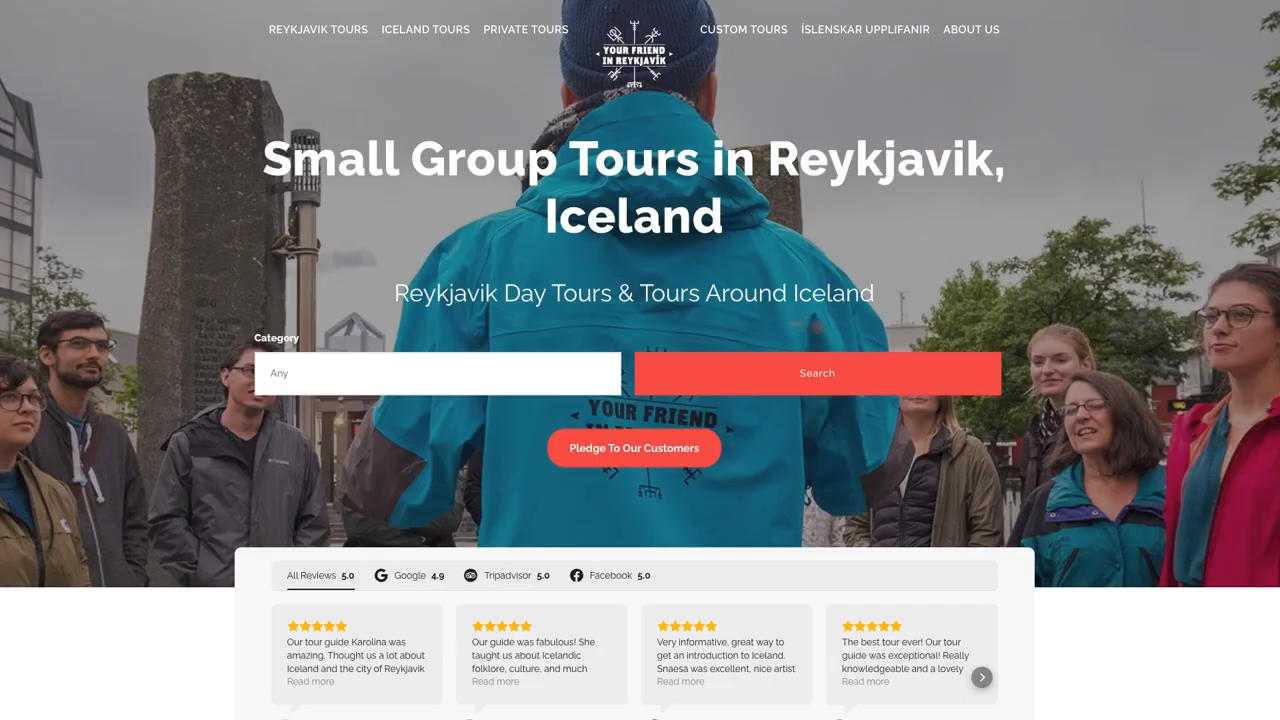 REYKJAVIK TOURS ICELAND TOURS PRIVATE TOURS YOUR FRIEND IN REYKJAVÍK CUSTOM TOURS ÍSLENSKAR UPPLIFANIR ABOUT US
Small Group Tours in Reykjavik,
Iceland
Reykjavik Day Tours & Tours Around Iceland
Category
Any
Search
YOUR FRIEND
Pledge To Our Customers
All Reviews 5.0 Google 4.9 Tripadvisor 5.0 Facebook 5.0
Our tour guide Karolina was
amazing. Thought us a lot about
Iceland and the city of Reykjavik
Read more
Our guide was fabulous! She
taught us about Icelandic
folklore, culture, and much
Read more
Very informative, great way to
get an introduction to Iceland.
Snaesa was excellent, nice artist
Read more
The best tour ever! Our tour
guide was exceptional! Really
knowledgeable and a lovely
Read more